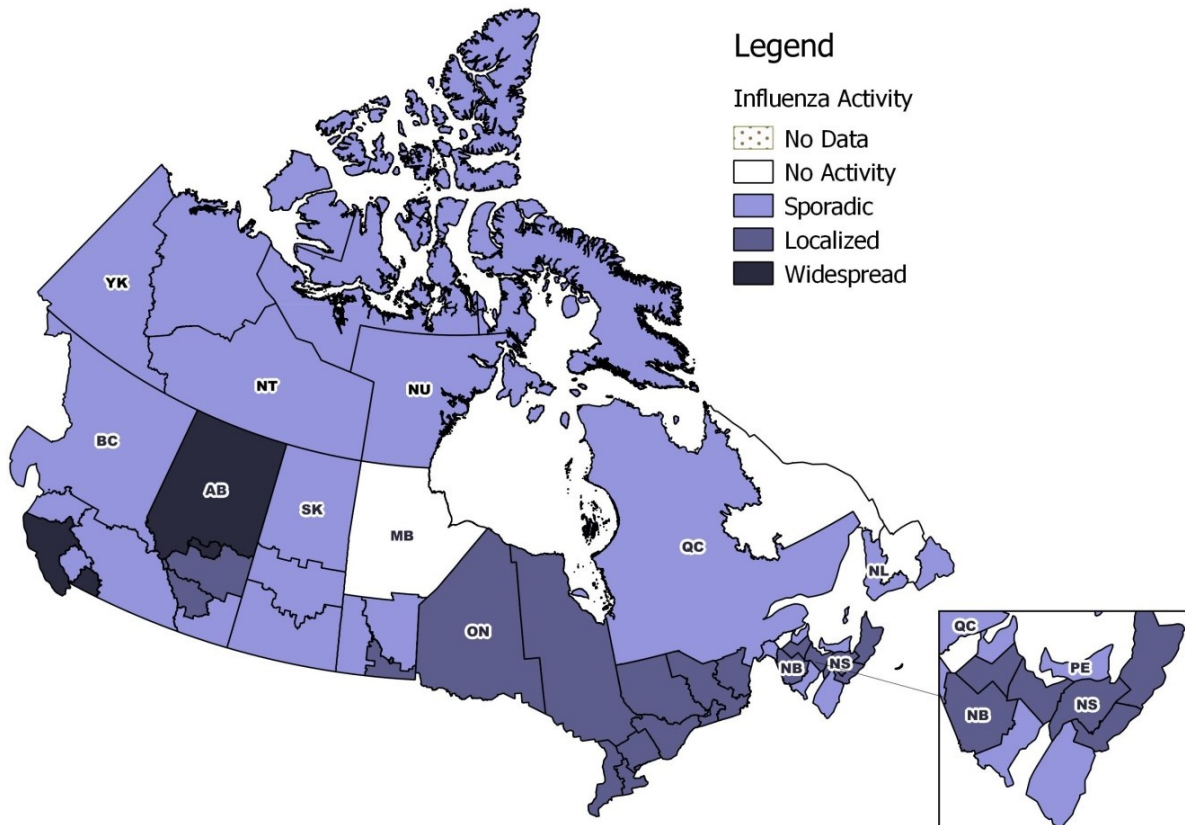 Legend
Influenza Activity
No Data
No Activity
Sporadic
Localized
Widespread
YK
NT
NU
BC
AB
SK
MB
QC
NL
ON
NB
NS
QC
PE
NB
NS